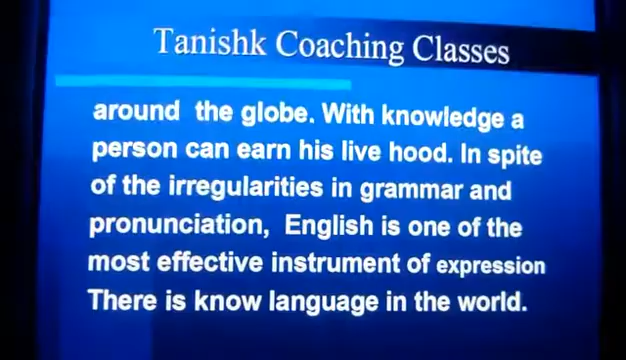 Tanishk Coaching Classes
around the globe. With knowledge a
person can earn his live hood. In spite
of the irregularities in grammar and
pronunciation, English is one of the
most effective instrument of expression
There is know language in the world.